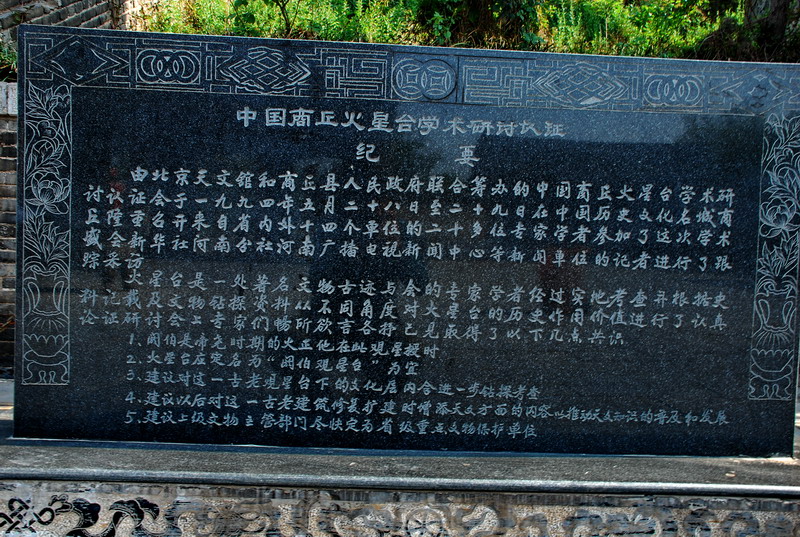 中国商丘火星台学术研讨认证
纪要
由北京天文馆和商丘县人民政府联合筹办的中国商丘火星台学术研
讨认证会于一九九四年月二十八日至二十九日在中国历史文化名城商
丘召开来自省内外五十个单位的专家学者参加了这次学术
盛会新华社河南分社河南广播电视新闻中心等新闻单位的记者进行了跟
踪采访
火星台是一处著名文物古迹与会的专家学者经过实地考查并根据史
料记载及文物钻探资料从不同角度对火星台的历史作用价值进行了认真
论证研讨会上专家们畅所欲言各抒己见取得了以下几点共识
1、阏伯是帝尧时期的火正他在此观星授时
2、火星台应定名为“阏伯观星台”为宜
3、建议对这一古老观星台下的文化层内含进一步钻探考查
4、建议以后对这一古老建筑修复扩建时增添天文方面的内容以推动天文知识的普及和发展
5、建议上级文物主管部门尽快定为省级重点文物保护单位